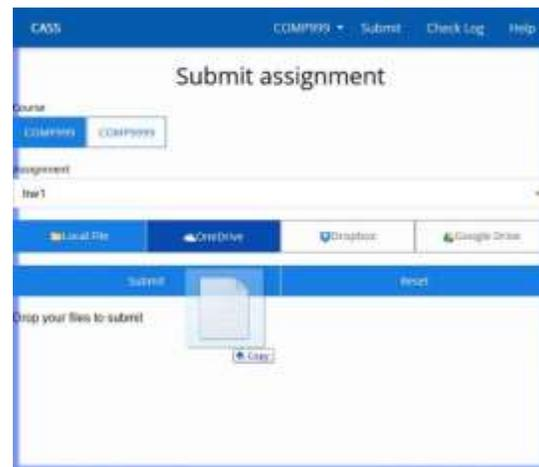 CASS COMP999 Submit Check Log Help
Submit assignment
Course
COMP999 COMP9999
Assignment
hw1
Local File OneDrive Dropbox Google Drive
Submit Reset
Drop your files to submit
Copy